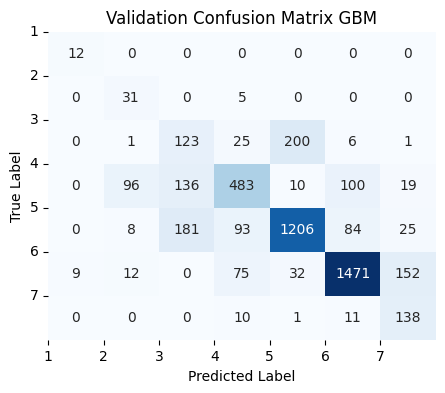 Validation Confusion Matrix GBM
1
12 0 0 0 0 0 0
2
0 31 0 5 0 0 0
3
0 1 123 25 200 6 1
4
0 96 136 483 10 100 19
5
0 8 181 93 1206 84 25
6
9 12 0 75 32 1471 152
7
0 0 0 10 1 11 138
1 2 3 4 5 6 7
True Label
Predicted Label